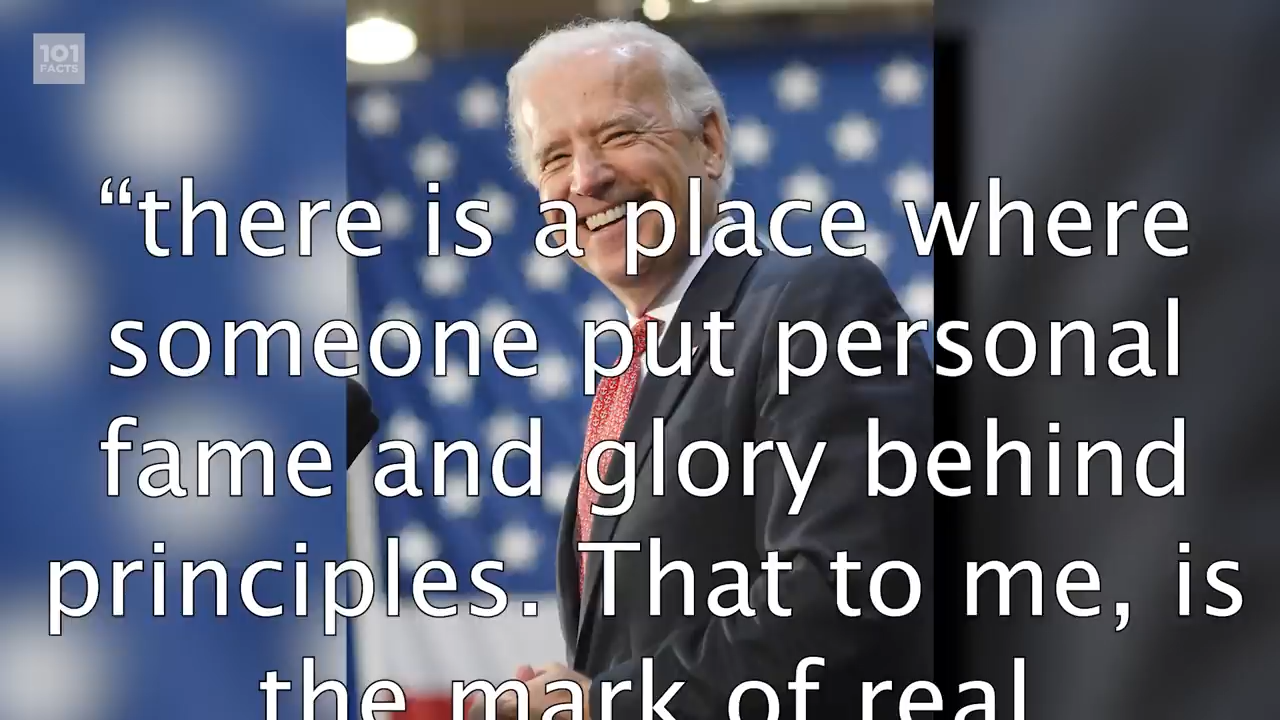 101
FACTS
“there is a place where
someone put personal
fame and glory behind
principles. That to me, is
the mark of real